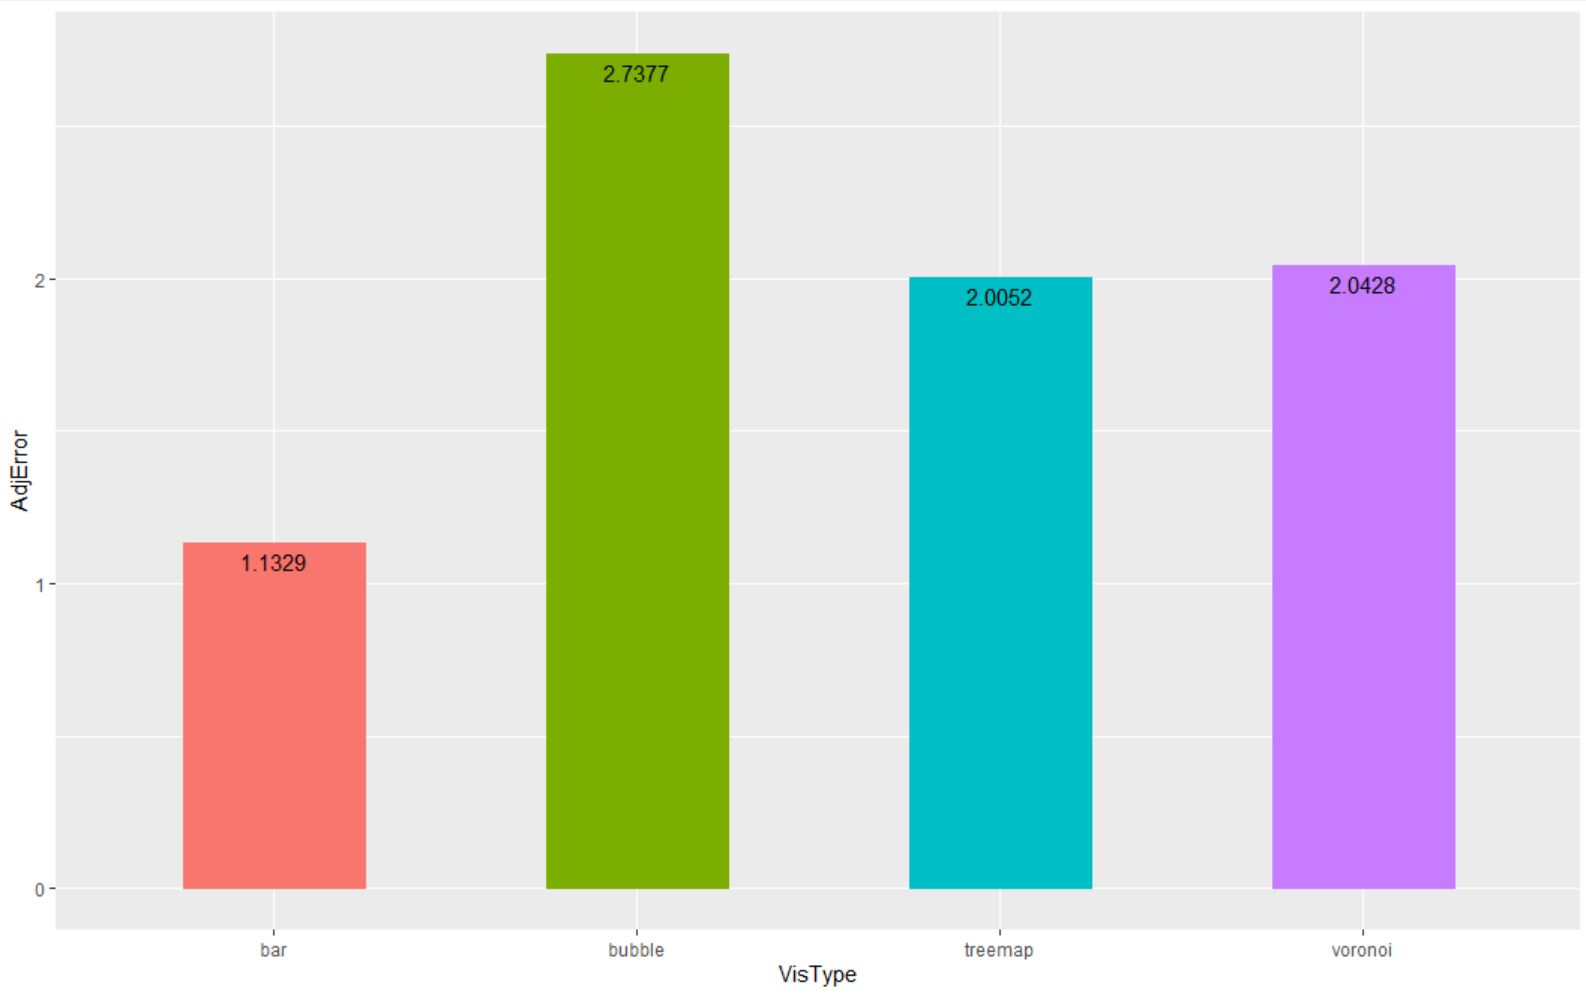 2.7377
2
2.0052
2.0428
AdjError
1.1329
1
0
bar
bubble
treemap
voronoi
VisType